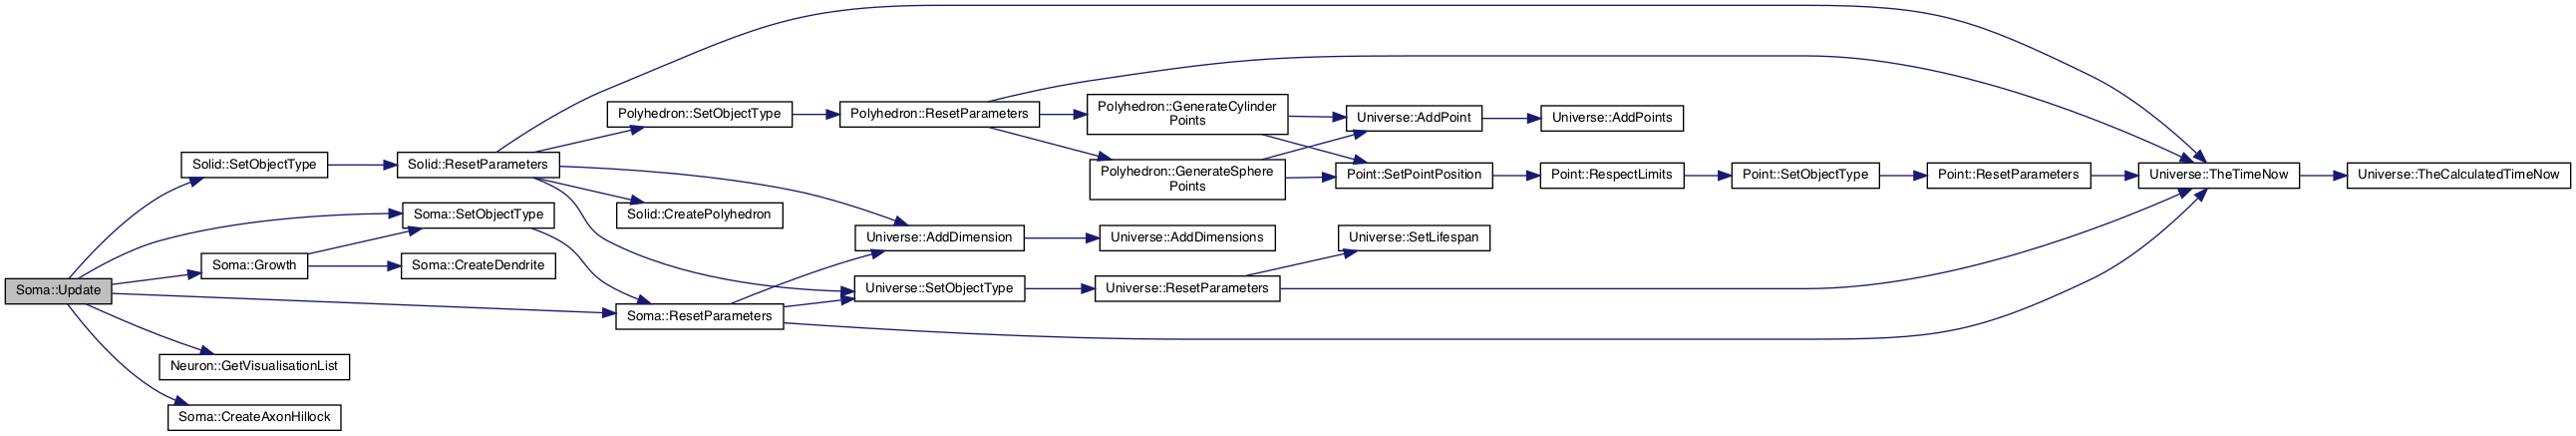 Soma::Update
Solid::SetObjectType
Soma::SetObjectType
Soma::Growth
Soma::CreateDendrite
Neuron::GetVisualisationList
Soma::CreateAxonHillock
Solid::ResetParameters
Polyhedron::SetObjectType
Solid::CreatePolyhedron
Soma::ResetParameters
Polyhedron::ResetParameters
Universe::AddDimension
Universe::SetObjectType
Polyhedron::GenerateCylinder
Points
Polyhedron::GenerateSphere
Points
Universe::AddDimensions
Universe::ResetParameters
Universe::AddPoint
Point::SetPointPosition
Universe::SetLifespan
Universe::AddPoints
Point::RespectLimits
Point::SetObjectType
Point::ResetParameters
Universe::TheTimeNow
Universe::TheCalculatedTimeNow